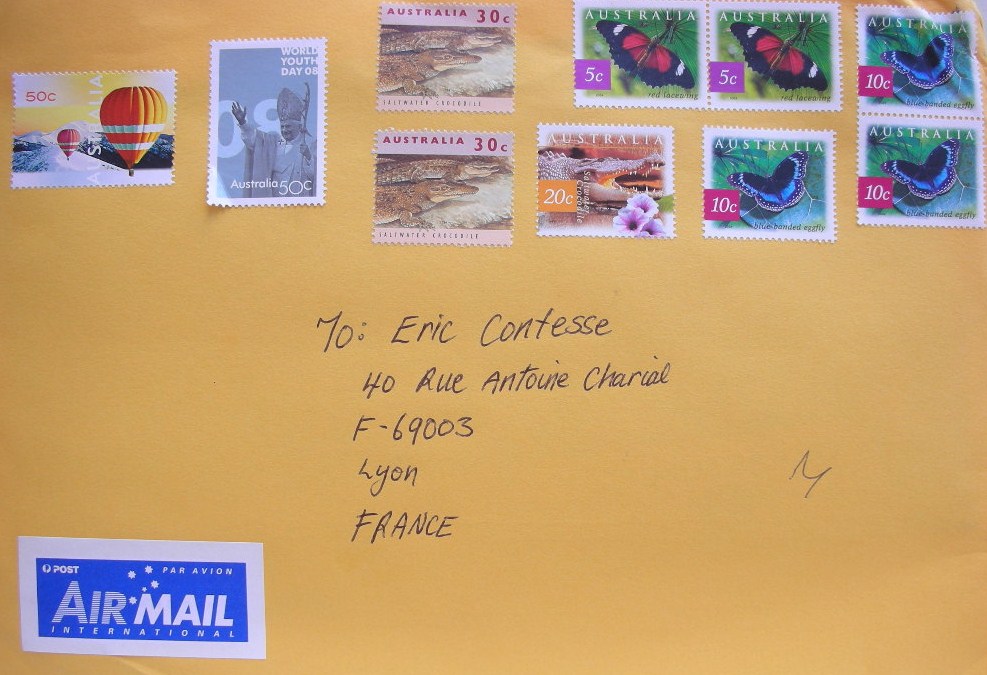 50c
AUSTRALIA
WORLD
YOUTH
DAY 08
08
Australia 50c
AUSTRALIA 30c
SALTWATER CROCODILE
AUSTRALIA 30c
SALTWATER CROCODILE
AUSTRALIA
5c
red lacewing
AUSTRALIA
5c
red lacewing
AUSTRALIA
10c
blue-banded eggfly
AUSTRALIA
20c
saltwater crocodile
AUSTRALIA
10c
blue-banded eggfly
AUSTRALIA
10c
blue-banded eggfly
To: Eric Contesse
40 Rue Antoine Charial
F-69003
Lyon
FRANCE
POST PAR AVION
AIR MAIL
INTERNATIONAL